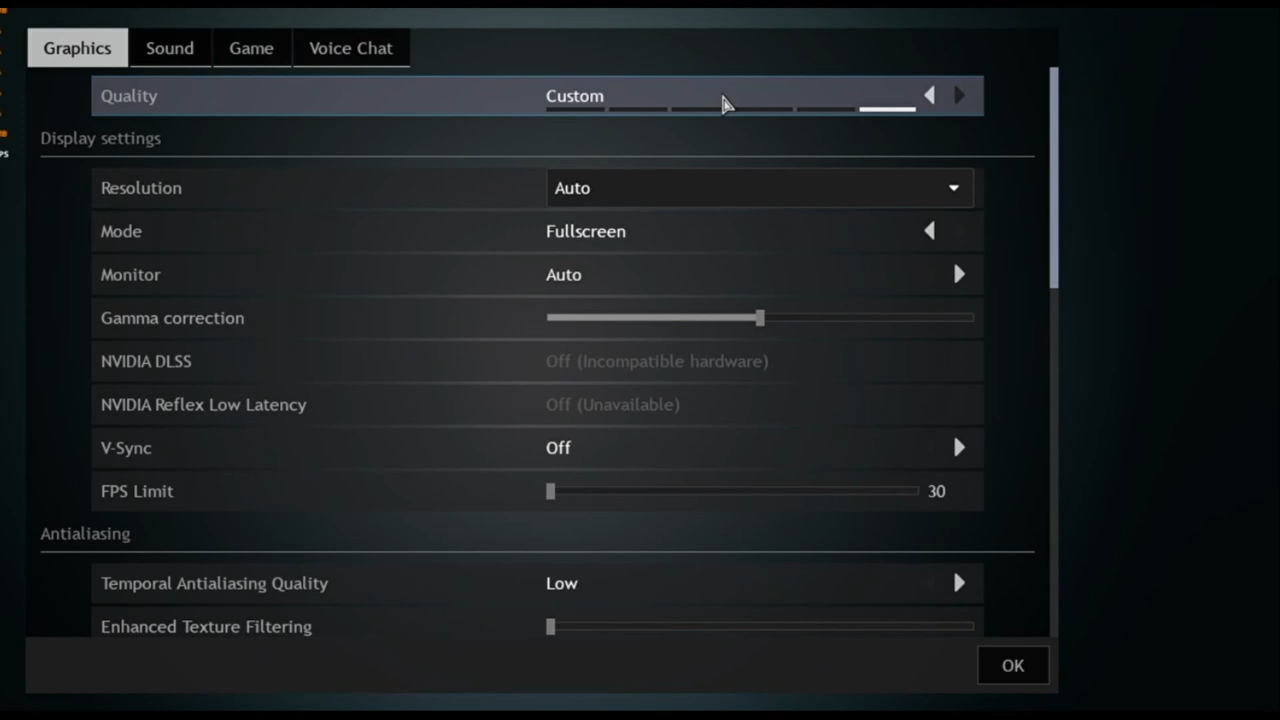 Graphics Sound Game Voice Chat
Quality Custom
Display settings
Resolution Auto
Mode Fullscreen
Monitor Auto
Gamma correction
NVIDIA DLSS Off (Incompatible hardware)
NVIDIA Reflex Low Latency Off (Unavailable)
V-Sync Off
FPS Limit 30
Antialiasing
Temporal Antialiasing Quality Low
Enhanced Texture Filtering
OK